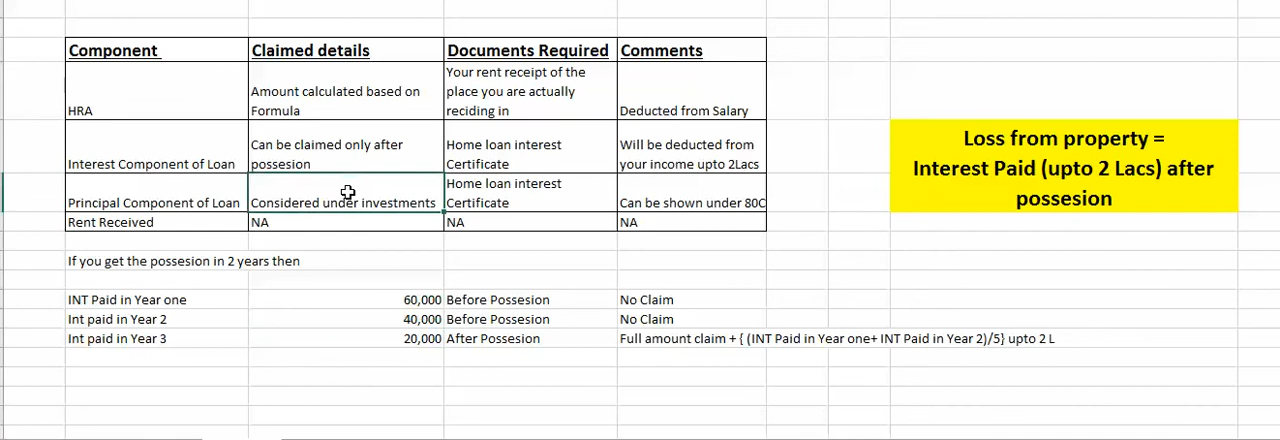 Component Claimed details Documents Required Comments
Your rent receipt of the
Amount calculated based on place you are actually
HRA Formula reciding in Deducted from Salary
Can be claimed only after Home loan interest Will be deducted from
Interest Component of Loan possesion Certificate your income upto 2Lacs
Home loan interest
Principal Component of Loan Considered under investments Certificate Can be shown under 80C
Rent Received NA NA NA
Loss from property =
Interest Paid (upto 2 Lacs) after
possesion
If you get the possesion in 2 years then
INT Paid in Year one 60,000 Before Possesion No Claim
Int paid in Year 2 40,000 Before Possesion No Claim
Int paid in Year 3 20,000 After Possesion Full amount claim + { (INT Paid in Year one+ INT Paid in Year 2)/5} upto 2 L